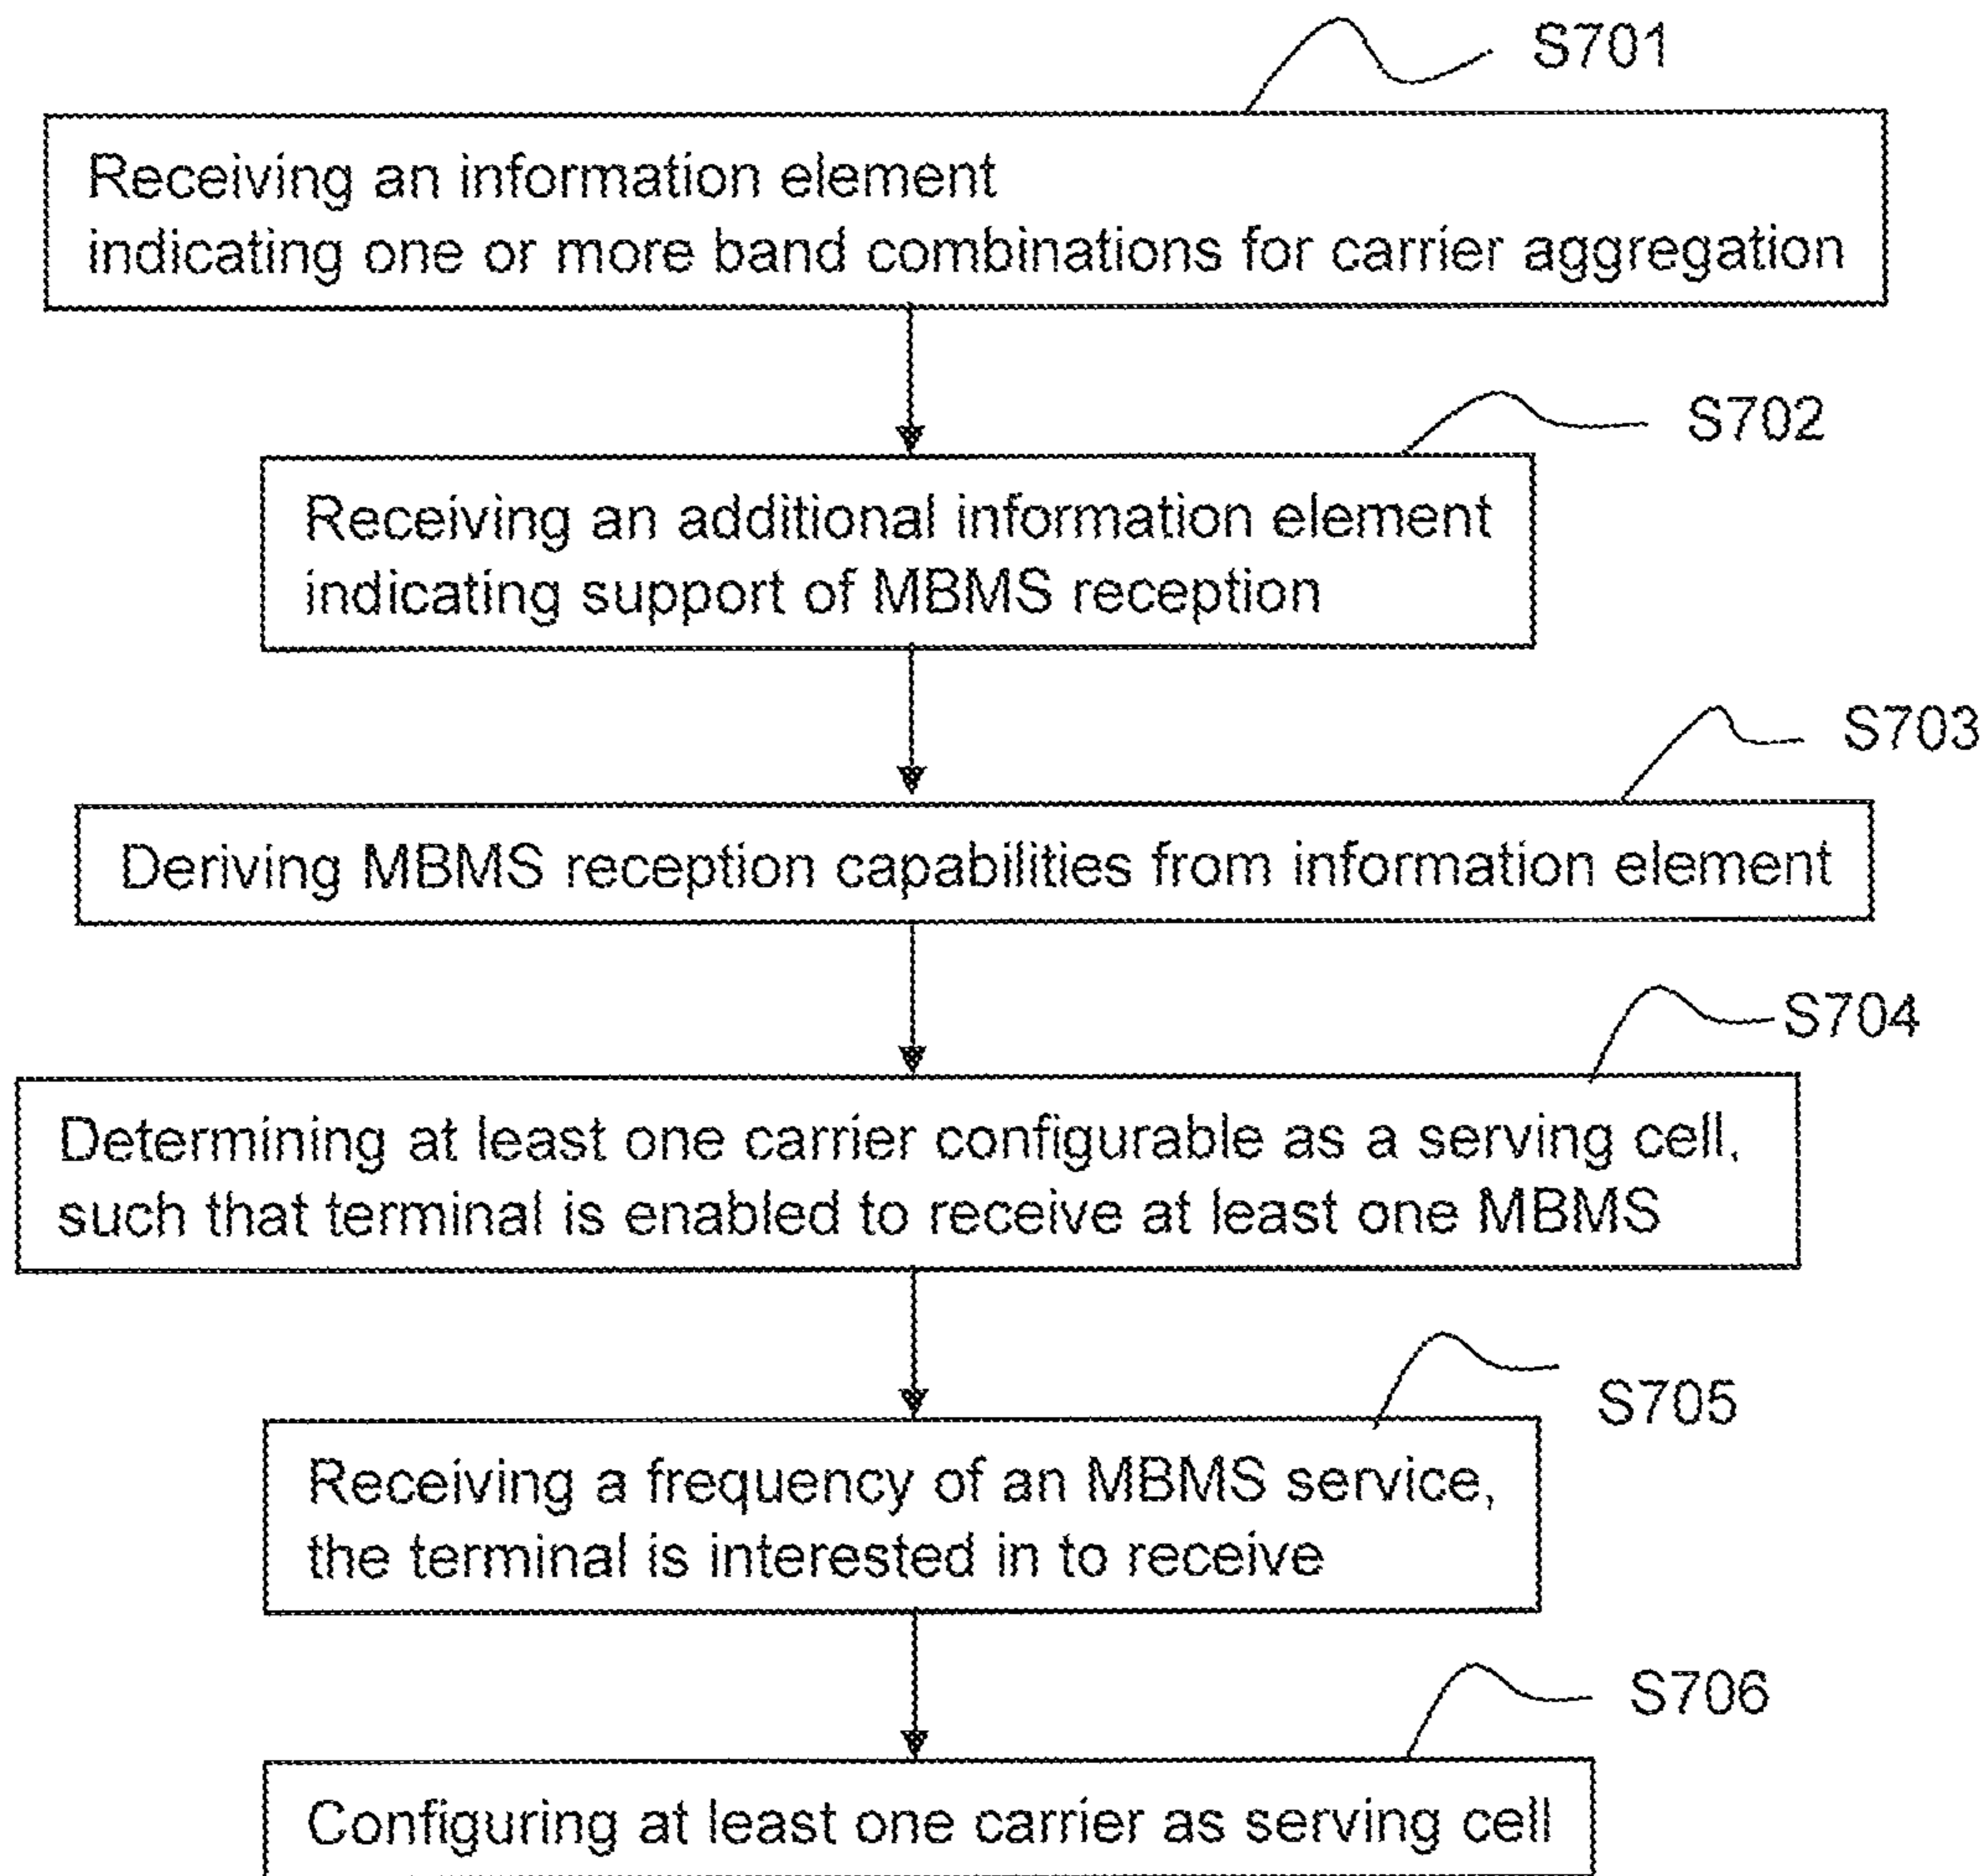 S701
Receiving an information element
indicating one or more band combinations for carrier aggregation
S702
Receiving an additional information element
indicating support of MBMS reception
S703
Deriving MBMS reception capabilities from information element
S704
Determining at least one carrier configurable as a serving cell,
such that terminal is enabled to receive at least one MBMS
S705
Receiving a frequency of an MBMS service,
the terminal is interested in to receive
S706
Configuring at least one carrier as serving cell